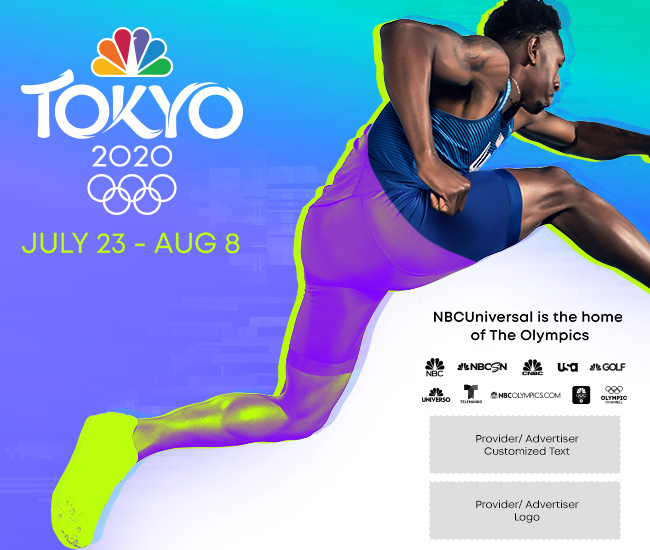 TOKYO
2020
JULY 23 - AUG 8
NBCUniversal is the home
of The Olympics
NBC
NBCSN
CNBC
USA
GOLF
UNIVERSO
TELEMUNDO
NBCOLYMPICS.COM
OLYMPIC
CHANNEL
Provider/ Advertiser
Customized Text
Provider/ Advertiser
Logo